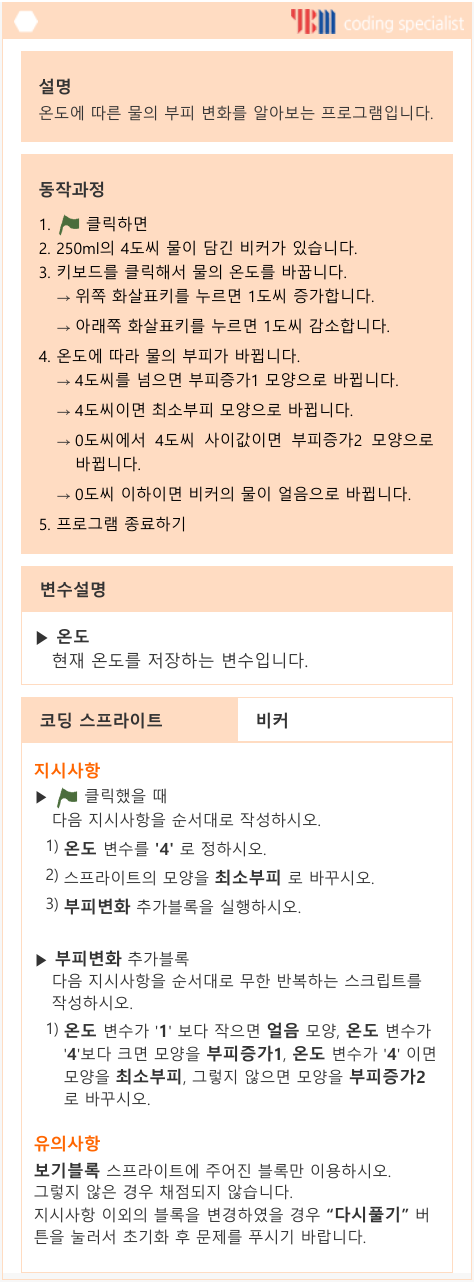 YBM coding specialist
설명
온도에 따른 물의 부피 변화를 알아보는 프로그램입니다.
동작과정
1. 클릭하면
2. 250ml의 4도씨 물이 담긴 비커가 있습니다.
3. 키보드를 클릭해서 물의 온도를 바꿉니다.
→ 위쪽 화살표키를 누르면 1도씨 증가합니다.
→ 아래쪽 화살표키를 누르면 1도씨 감소합니다.
4. 온도에 따라 물의 부피가 바뀝니다.
→ 4도씨를 넘으면 부피증가1 모양으로 바뀝니다.
→ 4도씨이면 최소부피 모양으로 바뀝니다.
→ 0도씨에서 4도씨 사이값이면 부피증가2 모양으로
바뀝니다.
→ 0도씨 이하이면 비커의 물이 얼음으로 바뀝니다.
5. 프로그램 종료하기
변수설명
▶ 온도
현재 온도를 저장하는 변수입니다.
코딩 스프라이트 비커
지시사항
▶ 클릭했을 때
다음 지시사항을 순서대로 작성하시오.
1) 온도 변수를 '4' 로 정하시오.
2) 스프라이트의 모양을 최소부피 로 바꾸시오.
3) 부피변화 추가블록을 실행하시오.
▶ 부피변화 추가블록
다음 지시사항을 순서대로 무한 반복하는 스크립트를
작성하시오.
1) 온도 변수가 '1' 보다 작으면 얼음 모양, 온도 변수가
'4'보다 크면 모양을 부피증가1, 온도 변수가 '4' 이면
모양을 최소부피, 그렇지 않으면 모양을 부피증가2
로 바꾸시오.
유의사항
보기블록 스프라이트에 주어진 블록만 이용하시오.
그렇지 않은 경우 채점되지 않습니다.
지시사항 이외의 블록을 변경하였을 경우 “다시풀기” 버
튼을 눌러서 초기화 후 문제를 푸시기 바랍니다.